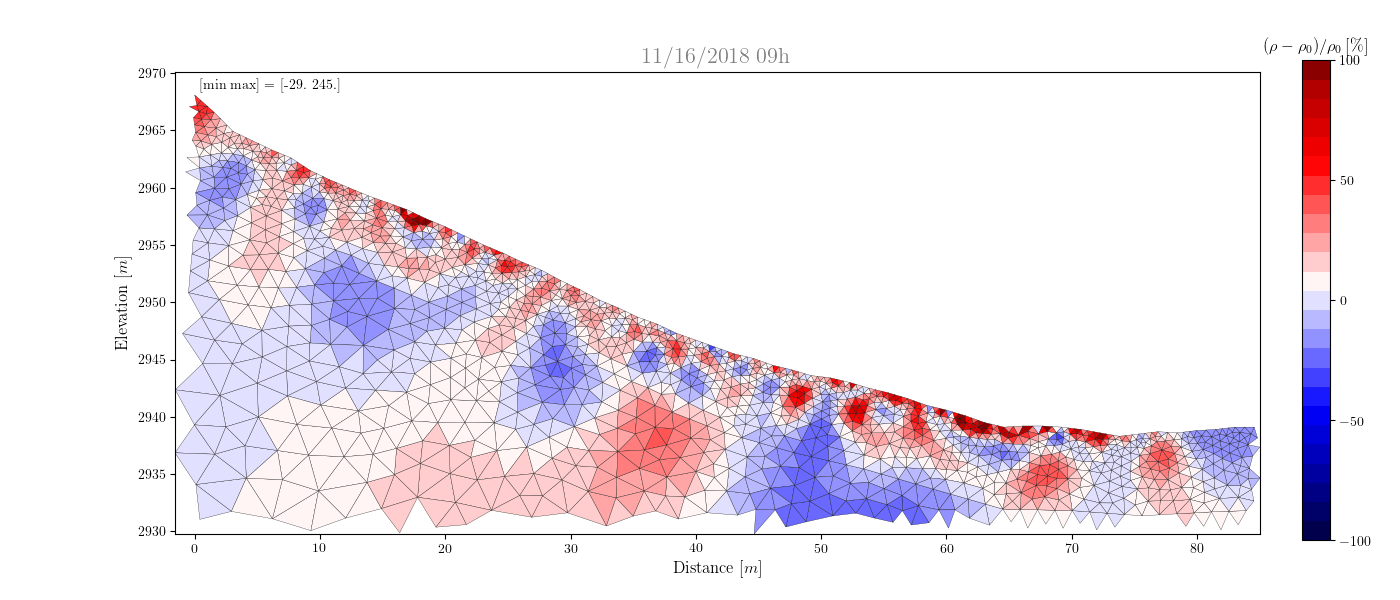 11/16/2018 09h
(ρ − ρ₀)/ρ₀ [%]
[min max] = [-29. 245.]
2970
2965
2960
2955
2950
2945
2940
2935
2930
Elevation [m]
0 10 20 30 40 50 60 70 80
Distance [m]
100
50
0
−50
−100